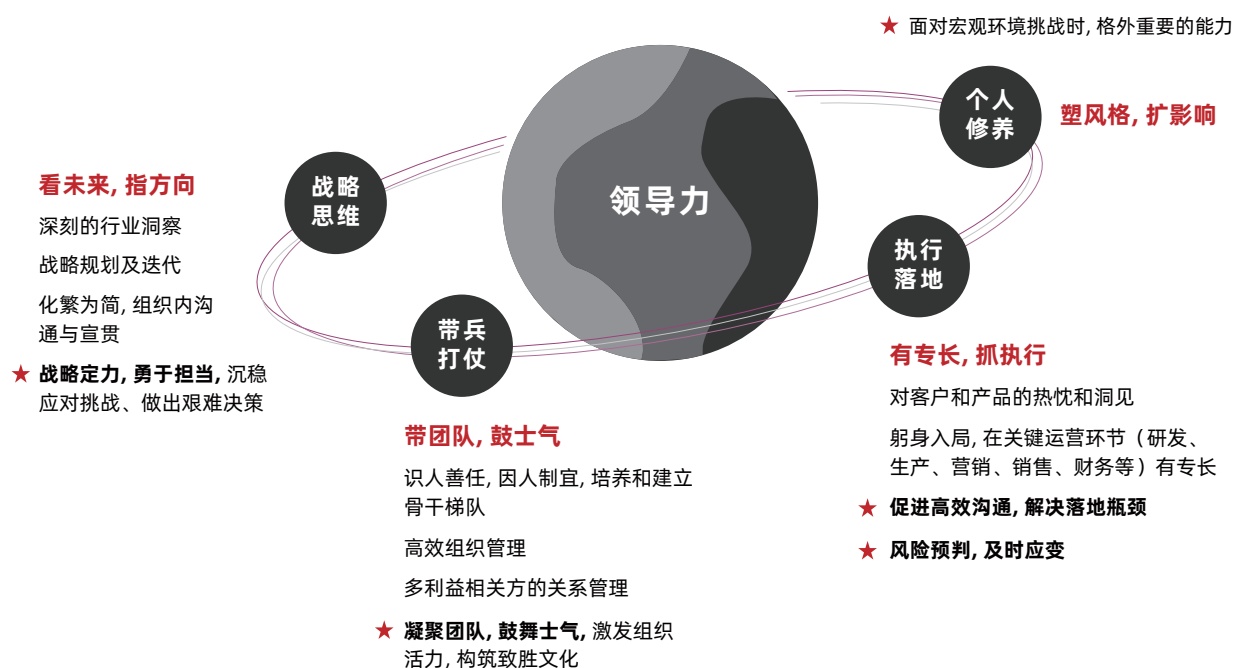 ★ 面对宏观环境挑战时, 格外重要的能力
个人
修养
塑风格, 扩影响
领导力
战略
思维
看未来, 指方向
深刻的行业洞察
战略规划及迭代
化繁为简, 组织内沟
通与宣贯
★ 战略定力, 勇于担当, 沉稳
应对挑战、做出艰难决策
带兵
打仗
带团队, 鼓士气
识人善任, 因人制宜, 培养和建立
骨干梯队
高效组织管理
多利益相关方的关系管理
★ 凝聚团队, 鼓舞士气, 激发组织
活力, 构筑致胜文化
执行
落地
有专长, 抓执行
对客户和产品的热忱和洞见
躬身入局, 在关键运营环节（研发、
生产、营销、销售、财务等）有专长
★ 促进高效沟通, 解决落地瓶颈
★ 风险预判, 及时应变